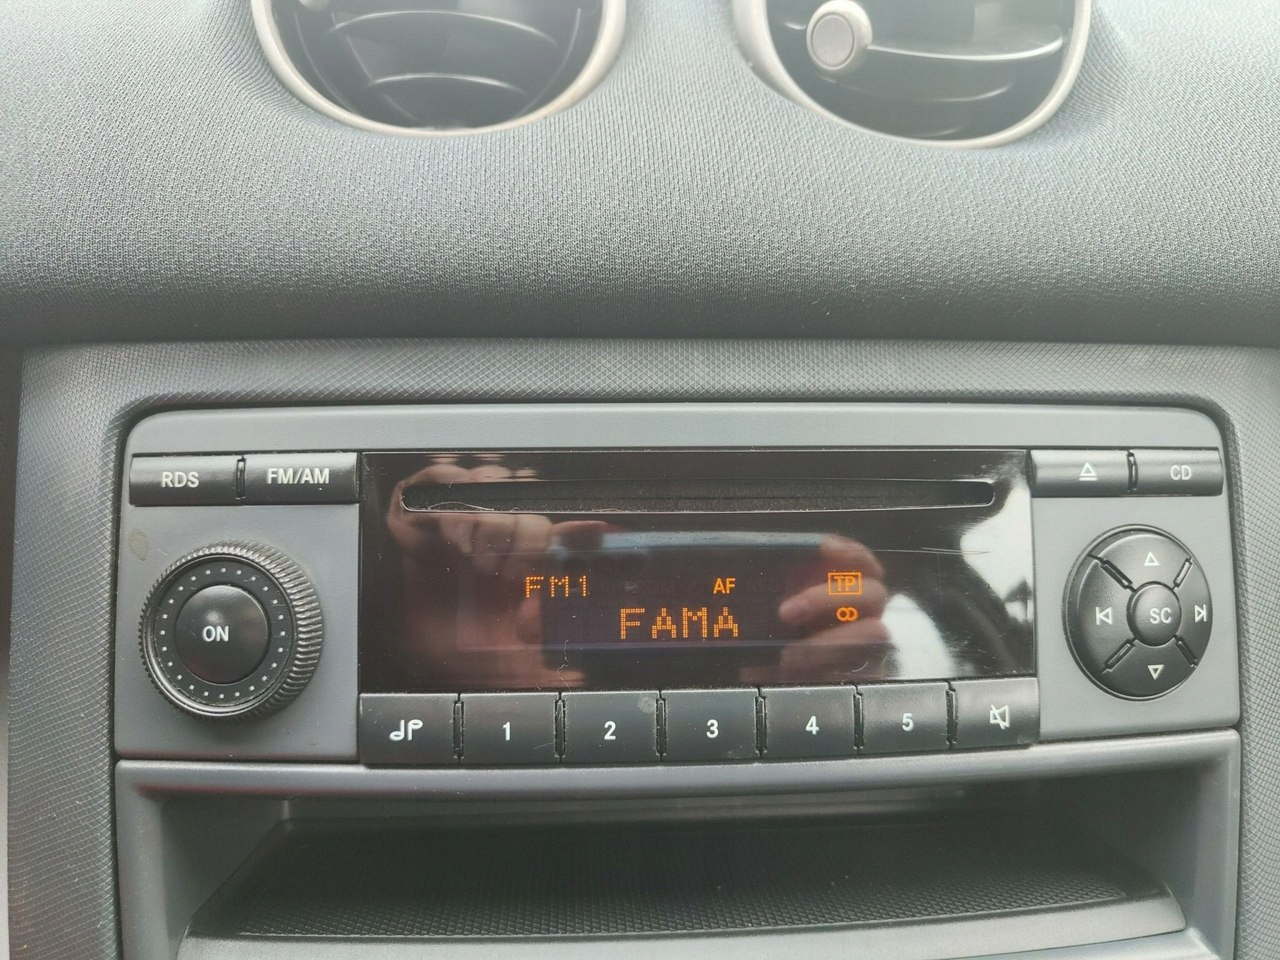 RDS FM/AM CD
FM1 AF TP
FAMA
ON
SC
1 2 3 4 5